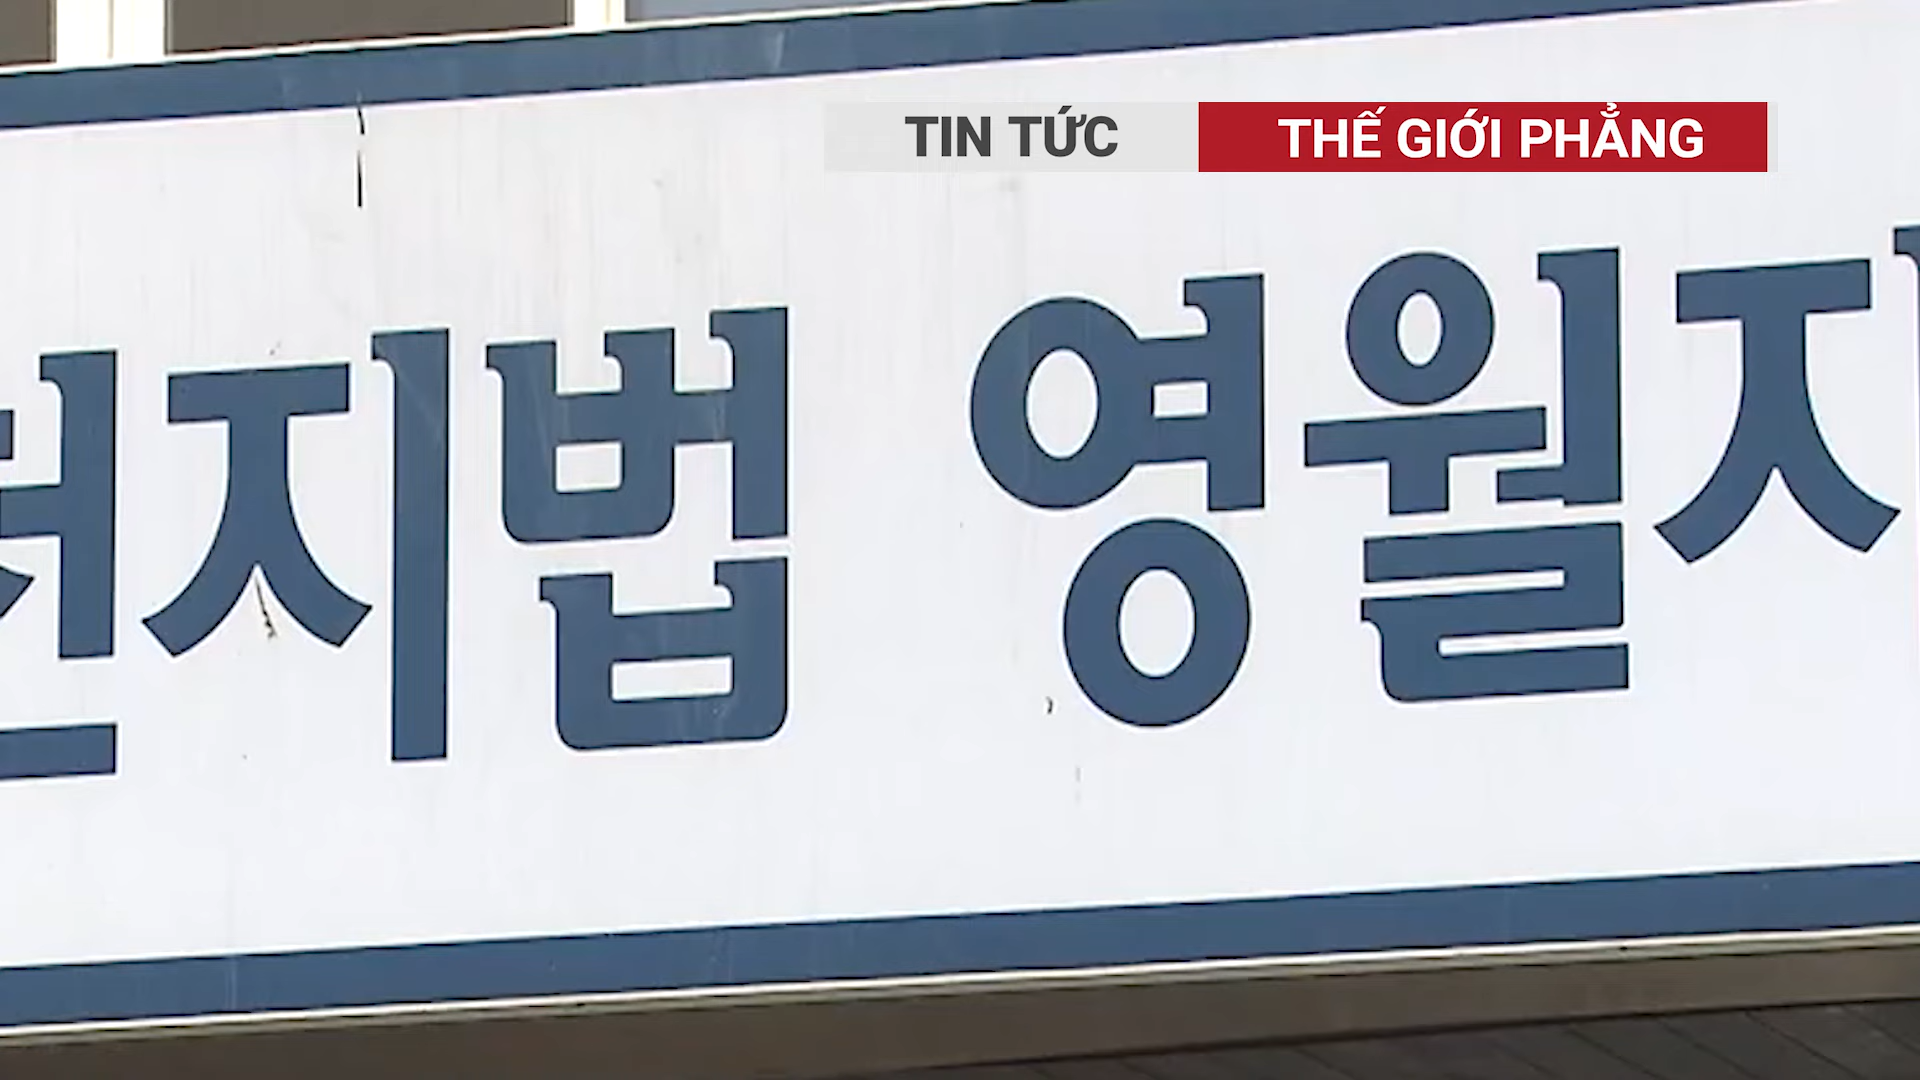 TIN TỨC THẾ GIỚI PHẲNG
지법 영월